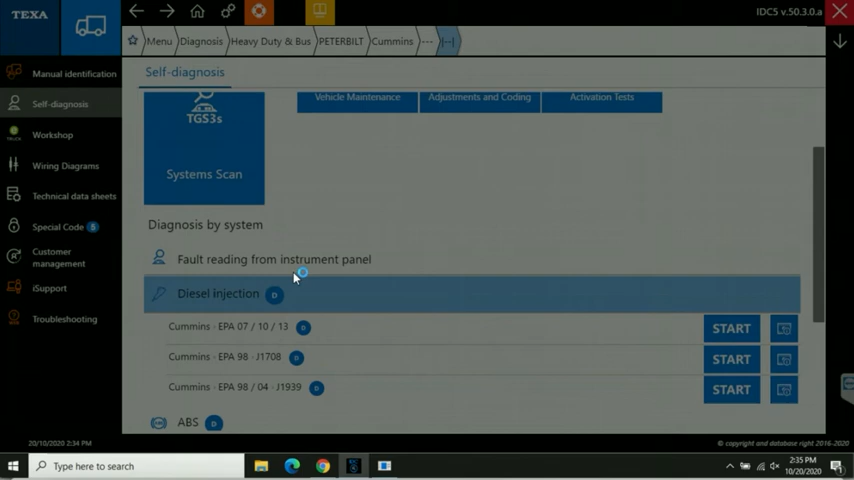 TEXA
IDC5 v.50.3.0.a
Menu
Diagnosis
Heavy Duty & Bus
PETERBILT
Cummins
---
|--|
Manual identification
Self-diagnosis
Workshop
Wiring Diagrams
Technical data sheets
Special Code 5
Customer
management
iSupport
Troubleshooting
Self-diagnosis
TGS3s
Systems Scan
Vehicle Maintenance
Adjustments and Coding
Activation Tests
Diagnosis by system
Fault reading from instrument panel
Diesel injection D
Cummins - EPA 07 / 10 / 13 D
START
Cummins - EPA 98 - J1708 D
START
Cummins - EPA 98 / 04 - J1939 D
START
ABS D
20/10/2020 2:34 PM
© copyright and database right 2016-2020
Type here to search
2:35 PM
10/20/2020